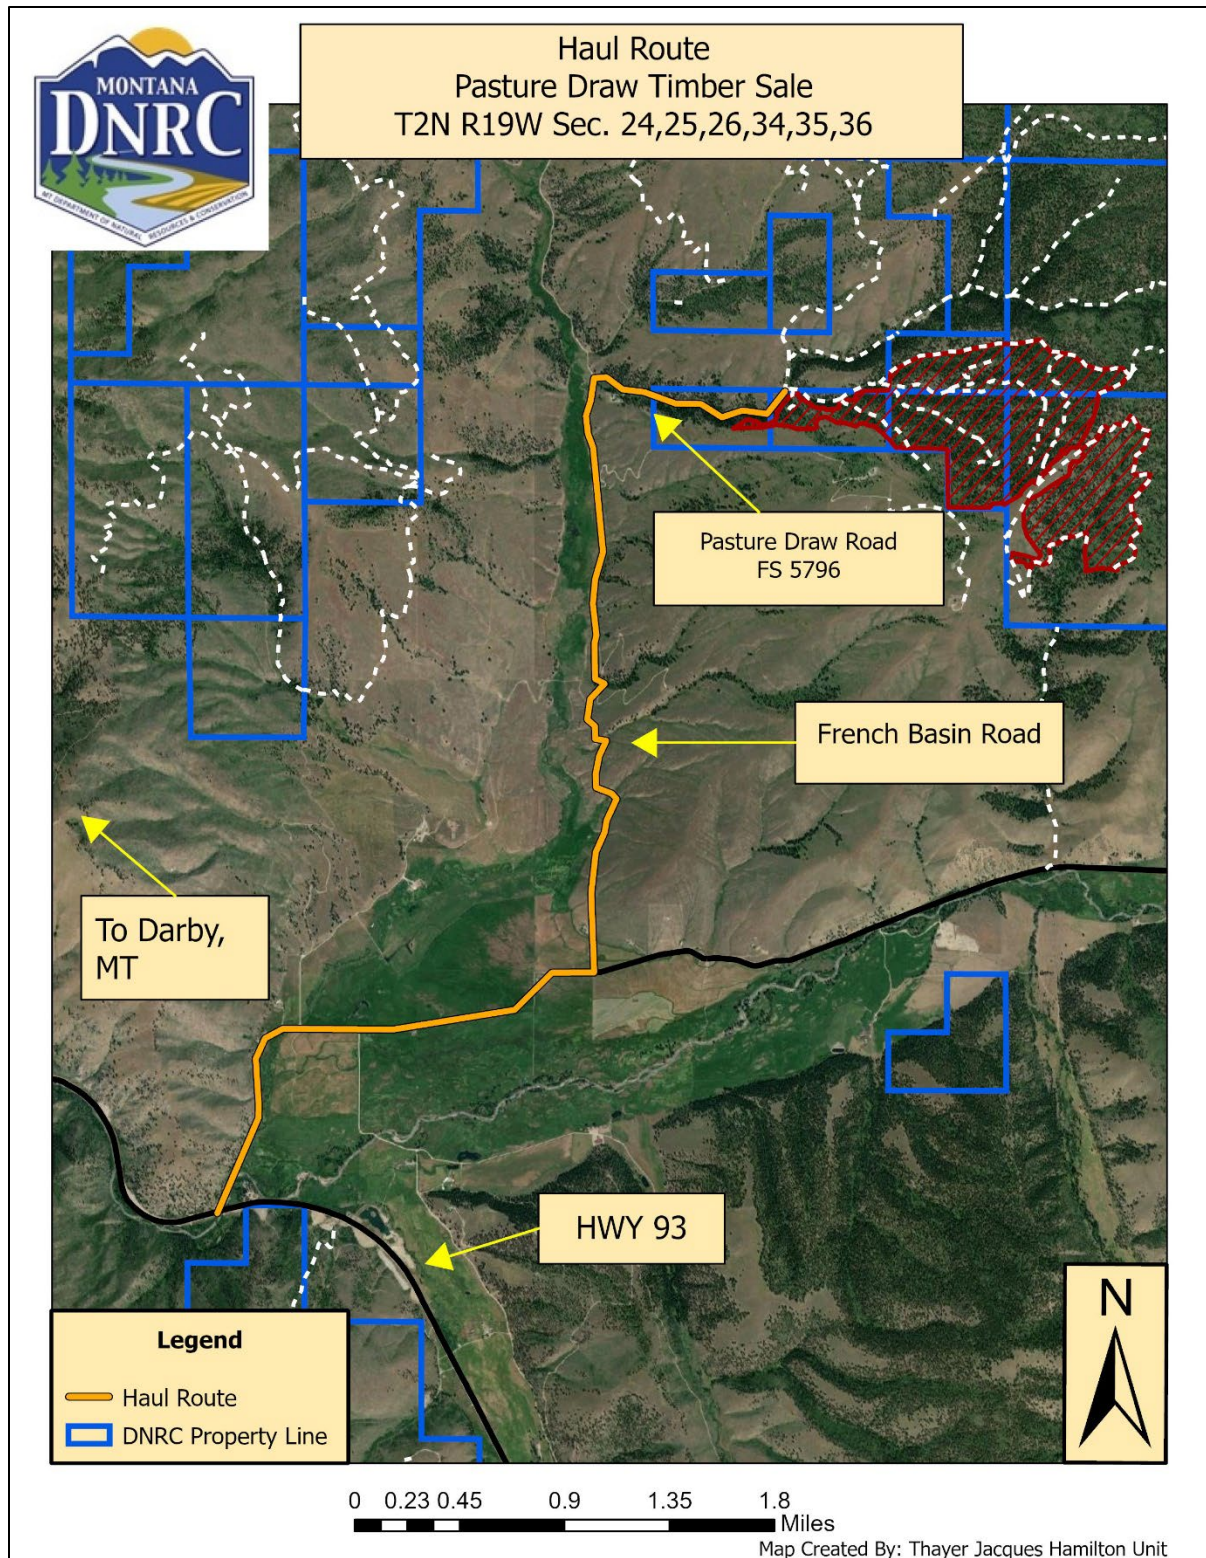 MONTANA
DNRC
MT DEPARTMENT OF NATURAL RESOURCES & CONSERVATION
Haul Route
Pasture Draw Timber Sale
T2N R19W Sec. 24,25,26,34,35,36
Pasture Draw Road
FS 5796
French Basin Road
To Darby,
MT
HWY 93
N
Legend
Haul Route
DNRC Property Line
0 0.23 0.45 0.9 1.35 1.8
Miles
Map Created By: Thayer Jacques Hamilton Unit